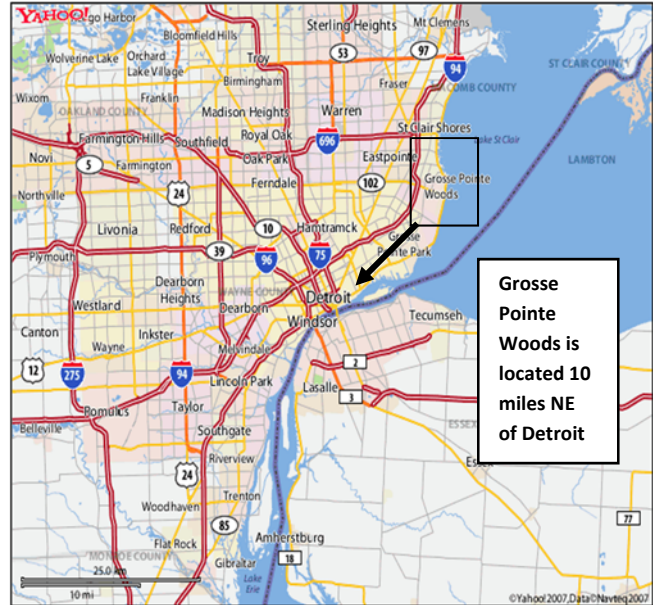 YAHOO!
go Harbor
Sterling Heights
Mt Clemens
Bloomfield Hills
Wolverine Lake
Orchard
Lake Village
Troy
53
97
94
ST CLAIR COUNTY
Birmingham
Fraser
ACOMB COUNTY
Wixom
Franklin
OAKLAND COUNTY
Madison Heights
Warren
Royal Oak
696
St Clair Shores
Lake St Clair
Farmington Hills
Southfield
Novi
5
Farmington
Oak Park
Eastpointe
LAMBTON
Ferndale
102
Grosse Pointe
Woods
Northville
24
Livonia
Redford
10
Hamtramck
39
96
75
Grosse
Pointe Park
Plymouth
WAYNE COUNTY
Dearborn
Heights
Dearborn
Detroit
Windsor
Tecumseh
Westland
Canton
Inkster
Wayne
Melvindale
12
275
94
Lincoln Park
2
Lasalle
3
Romulus
Taylor
Belleville
Southgate
ESSEX
Essex
Riverview
24
Trenton
Woodhaven
77
85
Flat Rock
Amherstburg
MONROE COUNTY
18
Gibraltar
Lake
Erie
25.0 km
10 mi
©Yahoo! 2007, Data©Navteq2007
Grosse
Pointe
Woods is
located 10
miles NE
of Detroit